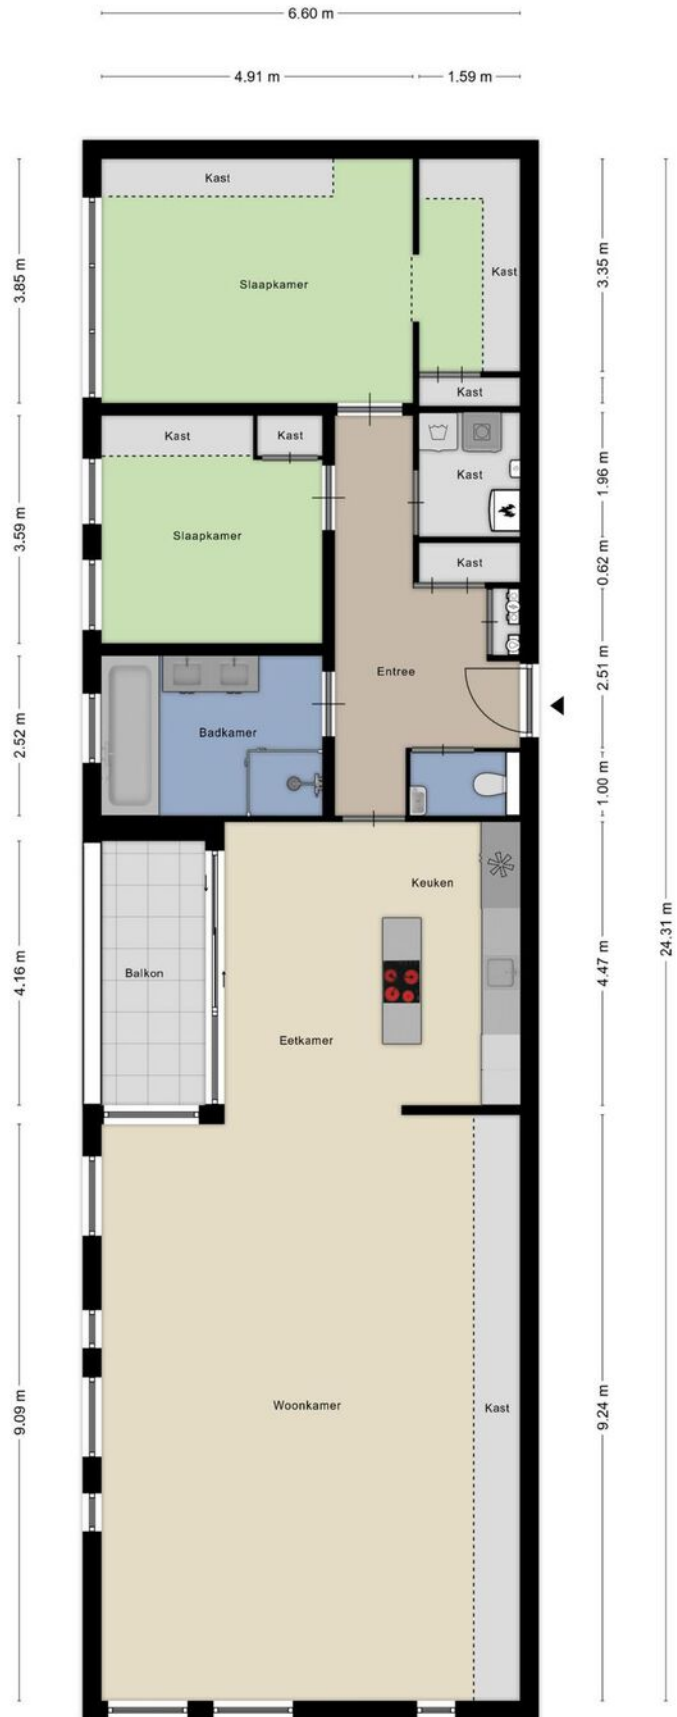 6.60 m
4.91 m
1.59 m
Kast
Slaapkamer
Kast
3.85 m
3.35 m
24.31 m
Kast
Kast
Kast
Kast
1.96 m
3.59 m
Slaapkamer
Kast
0.62 m
Entree
2.51 m
Badkamer
2.52 m
1.00 m
Keuken
Balkon
Eetkamer
4.16 m
4.47 m
Woonkamer
Kast
9.09 m
9.24 m